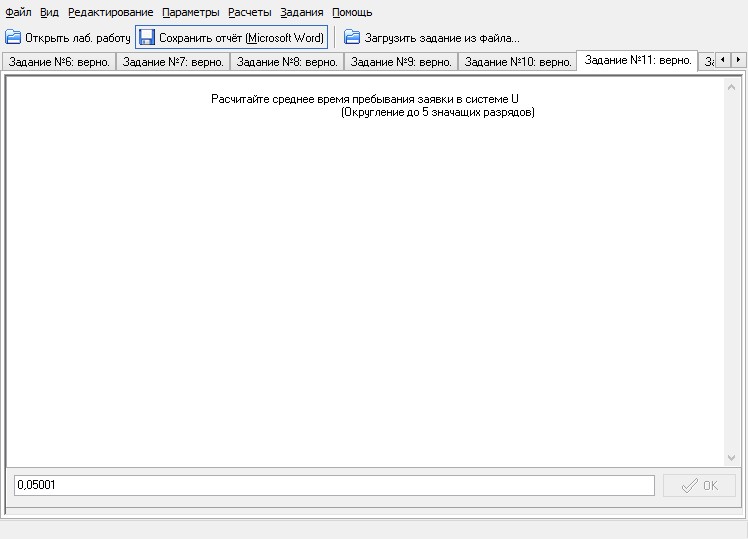 Файл Вид Редактирование Параметры Расчеты Задания Помощь
Открыть лаб. работу Сохранить отчёт (Microsoft Word) Загрузить задание из файла...
Задание №6: верно. Задание №7: верно. Задание №8: верно. Задание №9: верно. Задание №10: верно. Задание №11: верно. За
Расчитайте среднее время пребывания заявки в системе U
(Округление до 5 значащих разрядов)
0,05001 OK